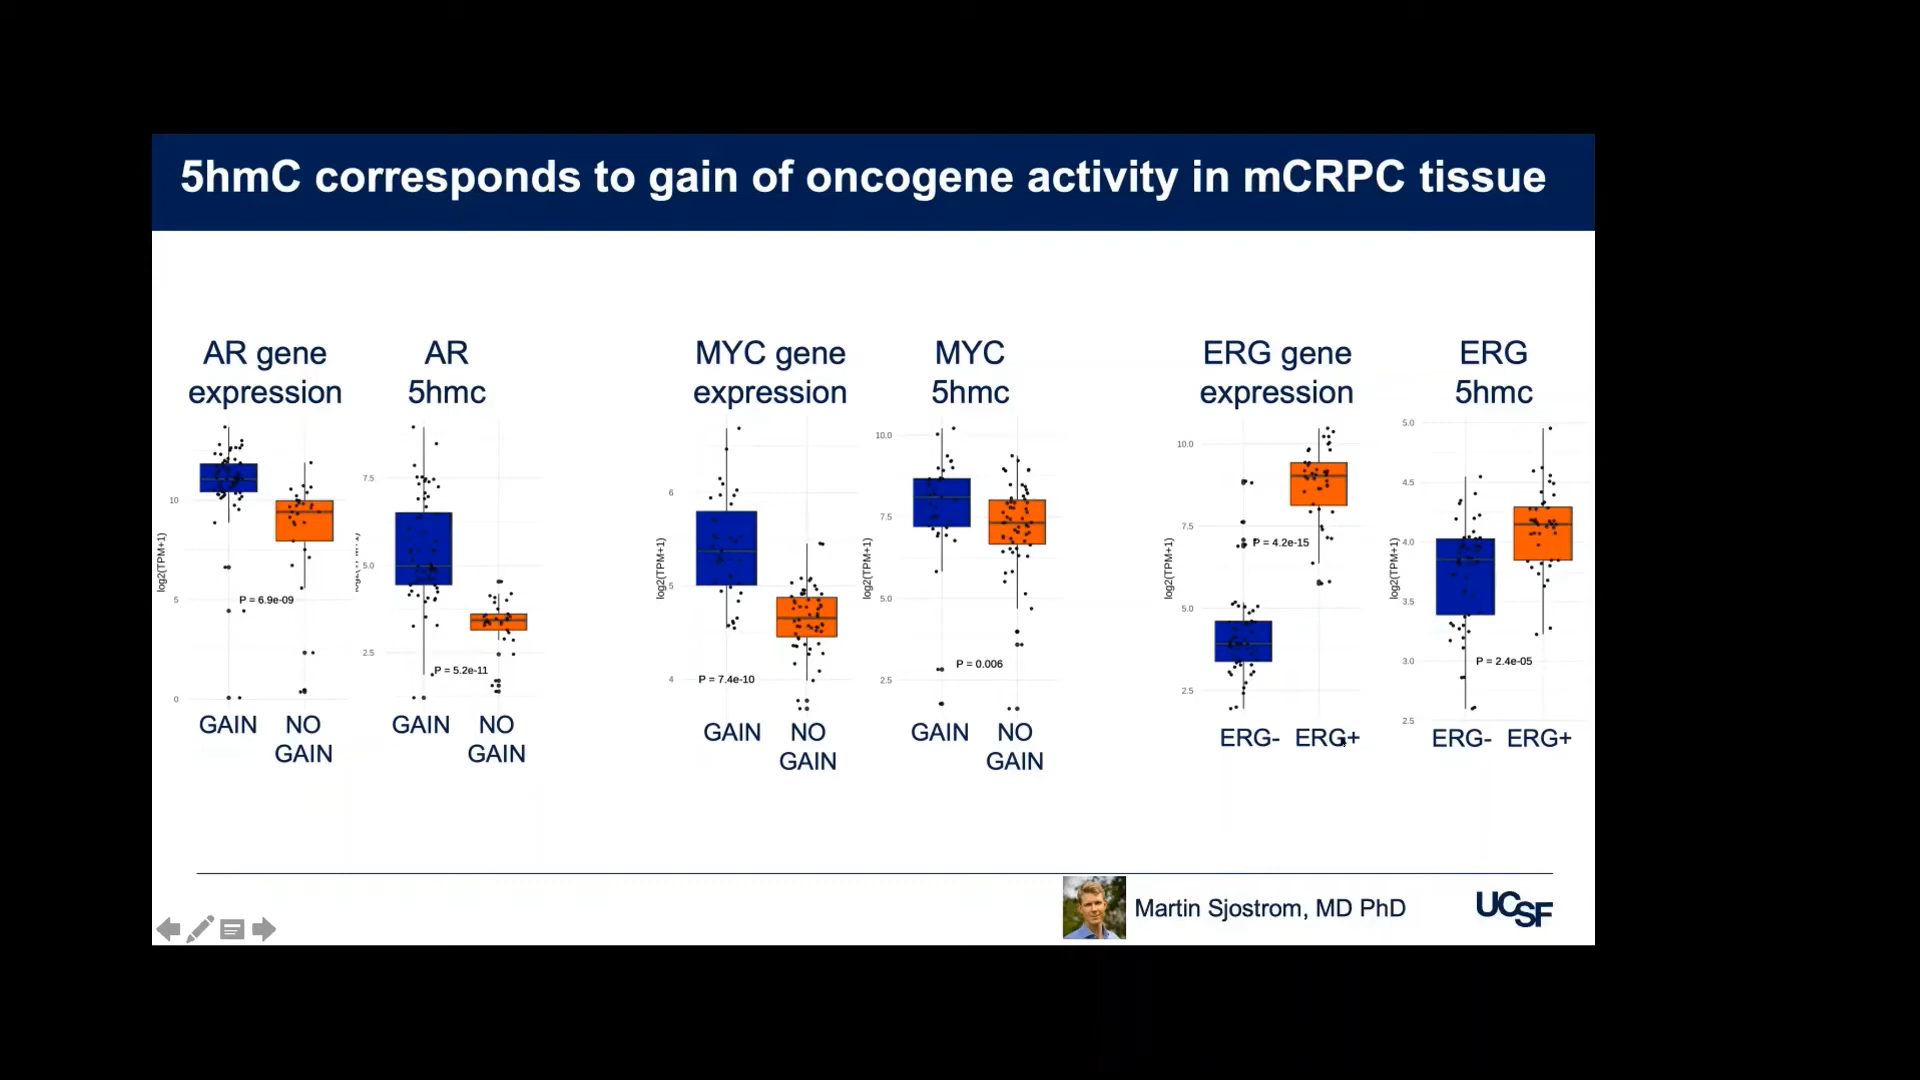 5hmC corresponds to gain of oncogene activity in mCRPC tissue
AR gene
expression
log2(TPM+1)
10
5
0
P = 6.9e-09
GAIN
NO
GAIN
AR
5hmc
7.5
5.0
2.5
P = 5.2e-11
GAIN
NO
GAIN
MYC gene
expression
log2(TPM+1)
6
5
4
P = 7.4e-10
GAIN
NO
GAIN
MYC
5hmc
log2(TPM+1)
10.0
7.5
5.0
2.5
P = 0.006
GAIN
NO
GAIN
ERG gene
expression
log2(TPM+1)
10.0
7.5
5.0
2.5
P = 4.2e-15
ERG-
ERG+
ERG
5hmc
log2(TPM+1)
5.0
4.5
4.0
3.5
3.0
2.5
P = 2.4e-05
ERG-
ERG+
Martin Sjostrom, MD PhD
UCSF